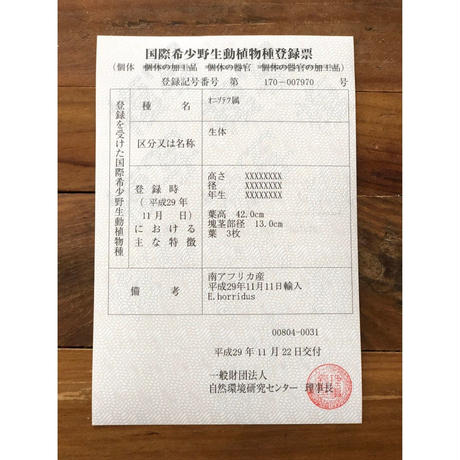 国際希少野生動植物種登録票
(個体 個体の加工品 個体の器官 個体の器官の加工品)
登録記号番号 第 170-007970 号
登録を受けた国際希少野生動植物種
種名 ｵﾆｿﾃﾂ属
区分又は名称 生体
登録時
(平成29年
11月 日)
における
主な特徴
高さ XXXXXXXX
径 XXXXXXXX
年生 XXXXXXXX
葉高 42.0cm
塊茎部径 13.0cm
葉 3枚
備考
南アフリカ産
平成29年11月11日輸入
E.horridus
00804-0031
平成29年11月22日交付
一般財団法人
自然環境研究センター 理事長